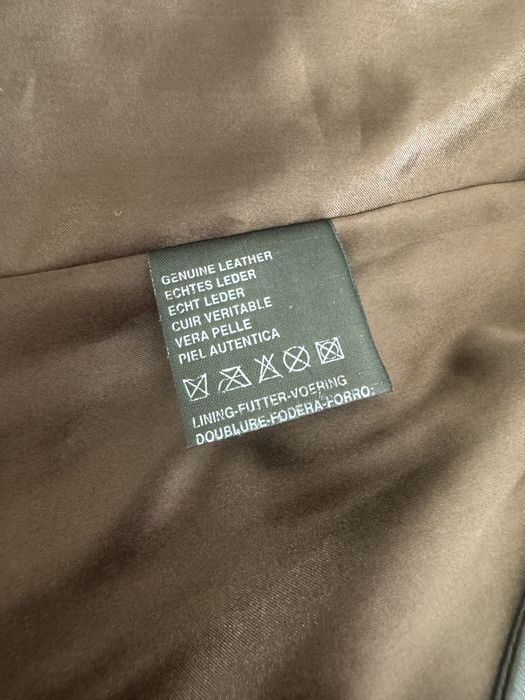 GENUINE LEATHER
ECHTES LEDER
ECHT LEDER
CUIR VERITABLE
VERA PELLE
PIEL AUTENTICA
LINING-FUTTER-VOERING
DOUBLURE-FODERA-FORRO: